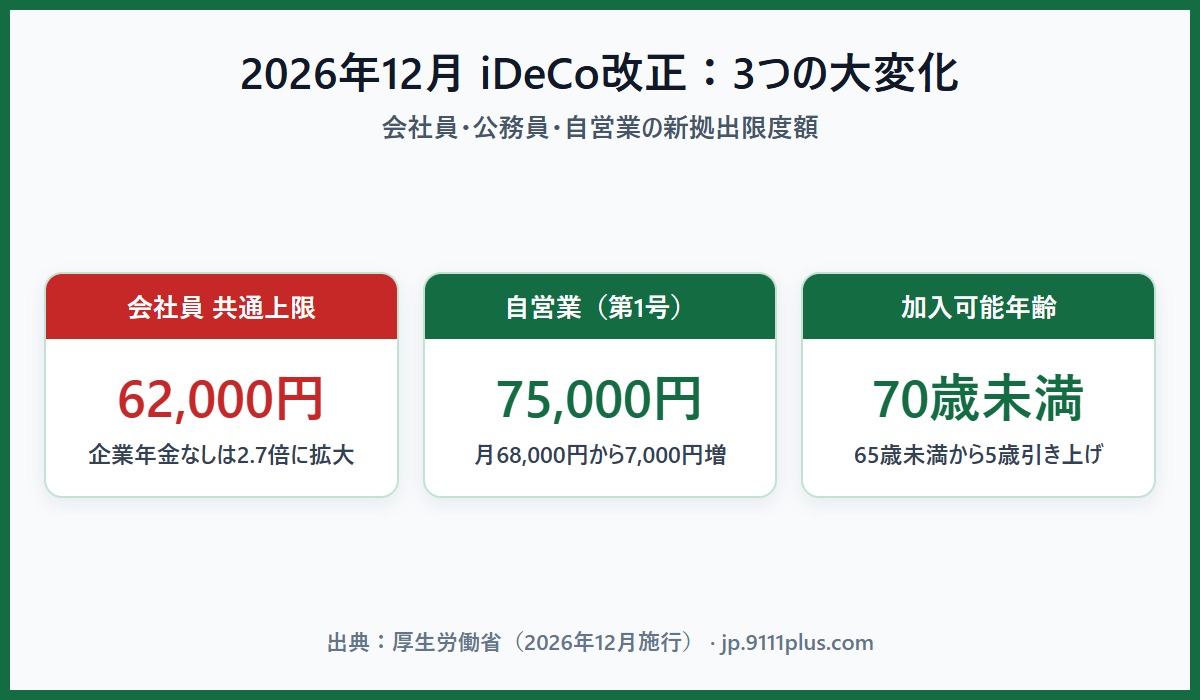 2026年12月 iDeCo改正：3つの大変化
会社員･公務員･自営業の新拠出限度額
会社員 共通上限
62,000円
企業年金なしは2.7倍に拡大
自営業（第1号）
75,000円
月68,000円から7,000円増
加入可能年齢
70歳未満
65歳未満から5歳引き上げ
出典：厚生労働省（2026年12月施行） · jp.9111plus.com